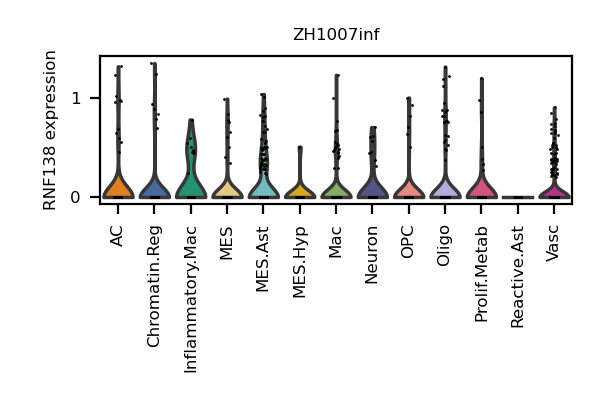 ZH1007inf
RNF138 expression
1
0
AC
Chromatin.Reg
Inflammatory.Mac
MES
MES.Ast
MES.Hyp
Mac
Neuron
OPC
Oligo
Prolif.Metab
Reactive.Ast
Vasc